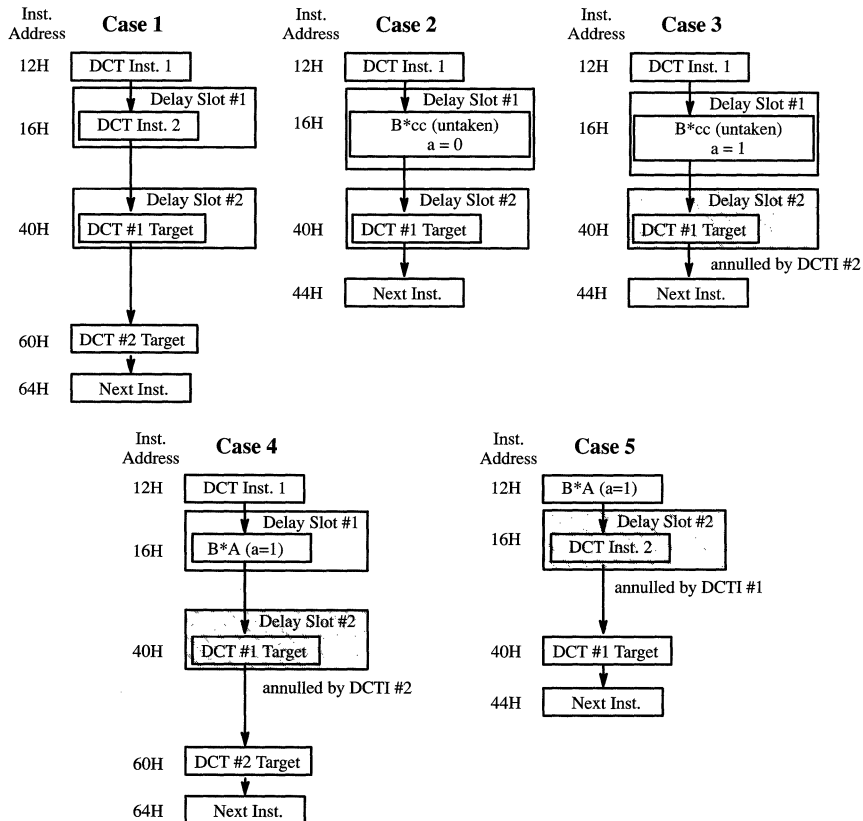 Inst.
Address
Case 1
12H
DCT Inst. 1
Delay Slot #1
16H
DCT Inst. 2
Delay Slot #2
40H
DCT #1 Target
60H
DCT #2 Target
64H
Next Inst.
Inst.
Address
Case 2
12H
DCT Inst. 1
Delay Slot #1
16H
B*cc (untaken)
a = 0
Delay Slot #2
40H
DCT #1 Target
44H
Next Inst.
Inst.
Address
Case 3
12H
DCT Inst. 1
Delay Slot #1
16H
B*cc (untaken)
a = 1
Delay Slot #2
40H
DCT #1 Target
annulled by DCTI #2
44H
Next Inst.
Inst.
Address
Case 4
12H
DCT Inst. 1
Delay Slot #1
16H
B*A (a=1)
Delay Slot #2
40H
DCT #1 Target
annulled by DCTI #2
60H
DCT #2 Target
64H
Next Inst.
Inst.
Address
Case 5
12H
B*A (a=1)
Delay Slot #2
16H
DCT Inst. 2
annulled by DCTI #1
40H
DCT #1 Target
44H
Next Inst.